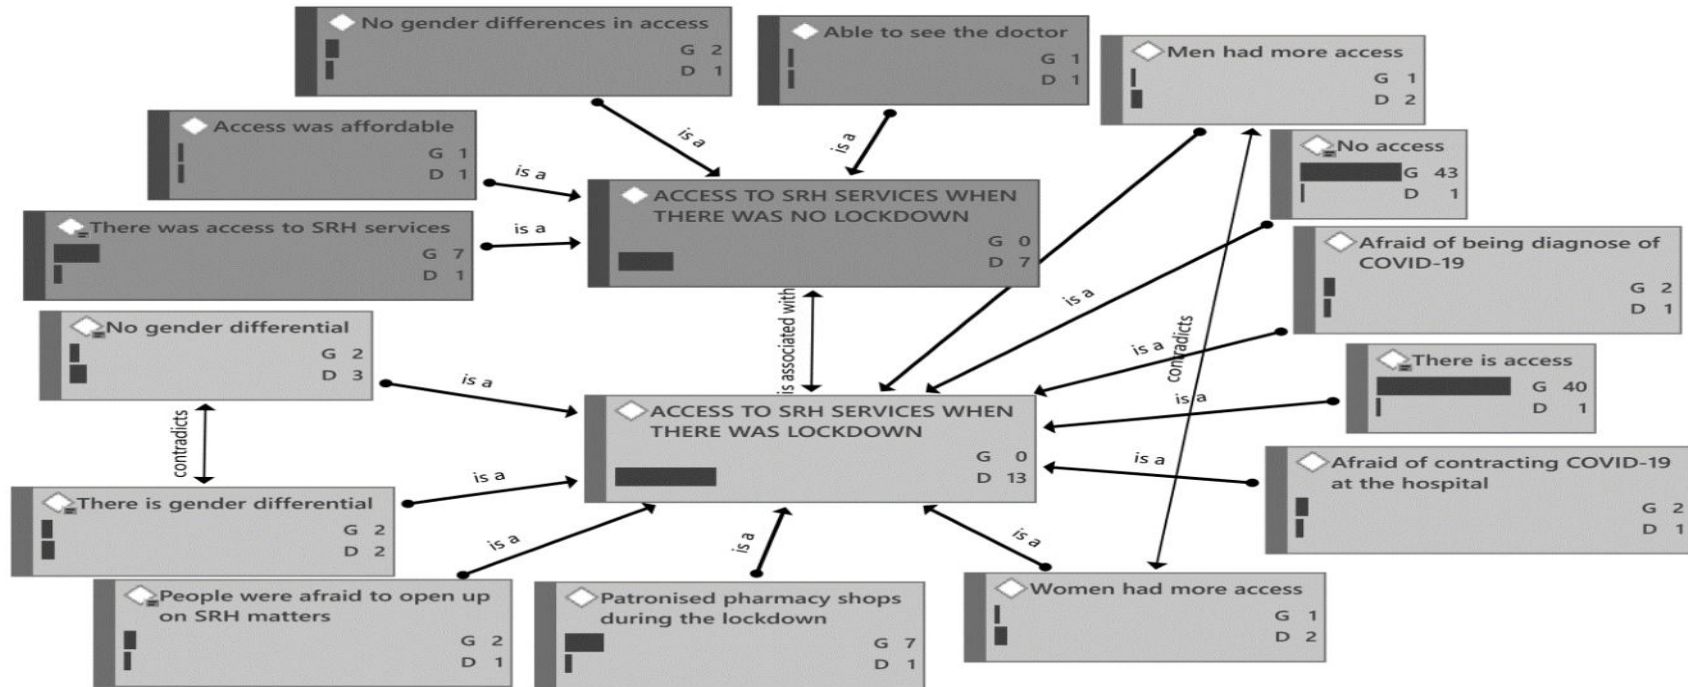 No gender differences in access
G 2
D 1
Able to see the doctor
G 1
D 1
Men had more access
G 1
D 2
Access was affordable
G 1
D 1
No access
G 43
D 1
is a
is a
is a
ACCESS TO SRH SERVICES WHEN
THERE WAS NO LOCKDOWN
G 0
D 7
There was access to SRH services
G 7
D 1
is a
Afraid of being diagnose of
COVID-19
G 2
D 1
is associated with
is a
contradicts
is a
No gender differential
G 2
D 3
is a
There is access
G 40
D 1
is a
ACCESS TO SRH SERVICES WHEN
THERE WAS LOCKDOWN
G 0
D 13
contradicts
is a
is a
Afraid of contracting COVID-19
at the hospital
G 2
D 1
There is gender differential
G 2
D 2
is a
is a
is a
People were afraid to open up
on SRH matters
G 2
D 1
Patronised pharmacy shops
during the lockdown
G 7
D 1
Women had more access
G 1
D 2